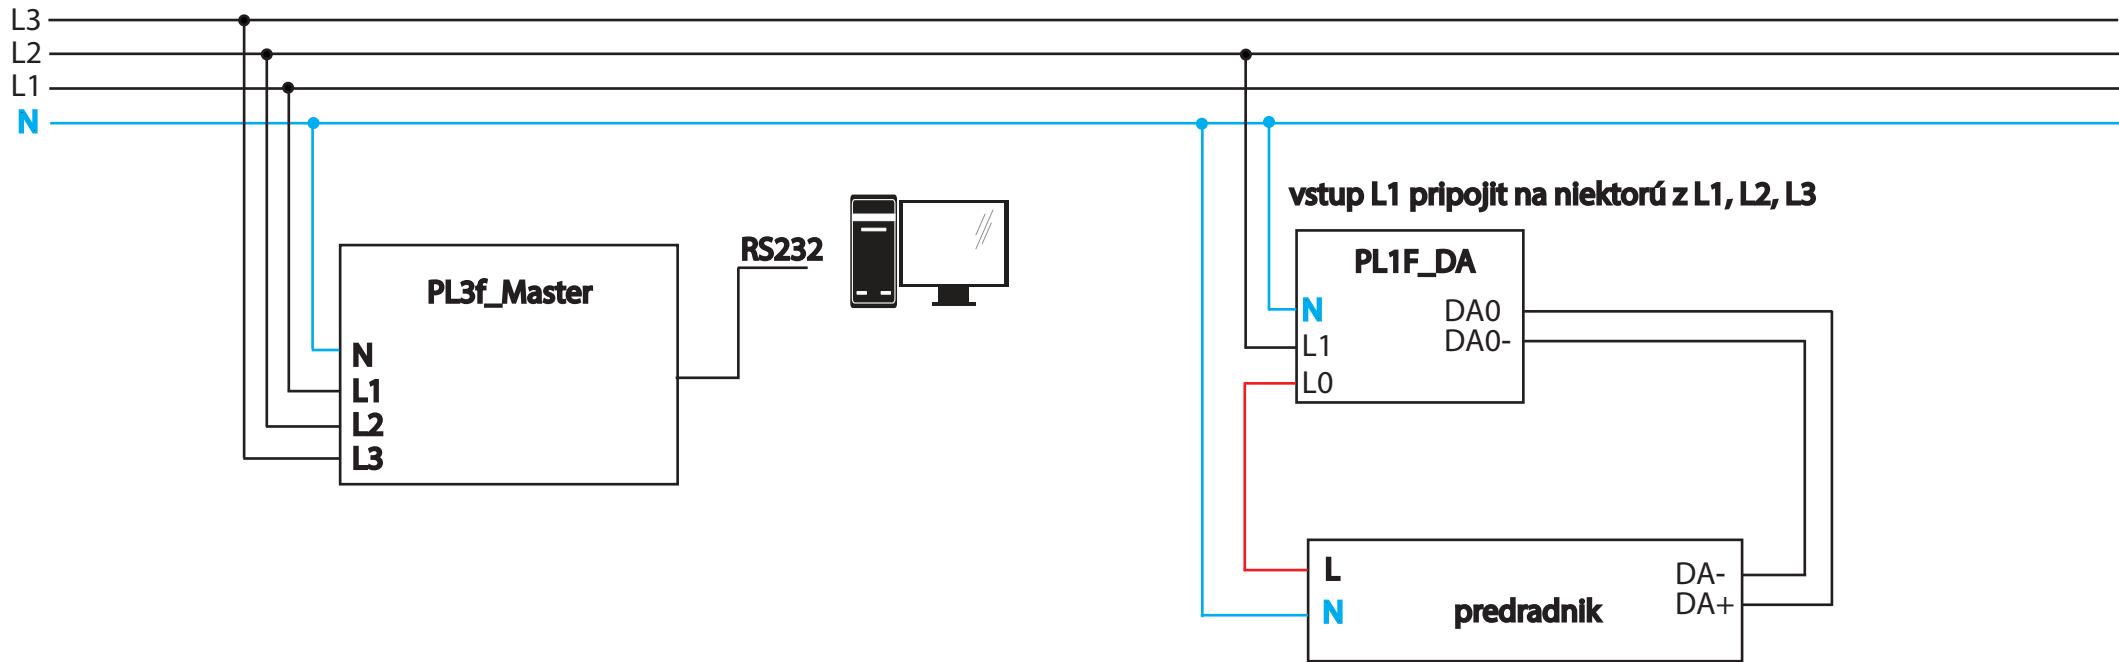 L3
L2
L1
N
vstup L1 pripojit na niektorú z L1, L2, L3
RS232
PL3f_Master
N
L1
L2
L3
PL1F_DA
N
L1
L0
DA0
DA0-
L
N
predradnik
DA-
DA+